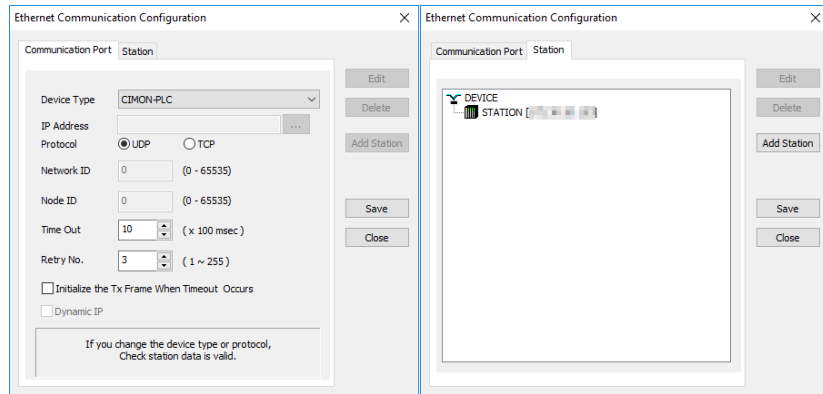 Ethernet Communication Configuration
Communication Port Station
Device Type CIMON-PLC
IP Address ...
Protocol UDP TCP
Network ID 0 (0 - 65535)
Node ID 0 (0 - 65535)
Time Out 10 ( x 100 msec )
Retry No. 3 ( 1 ~ 255 )
Initialize the Tx Frame When Timeout Occurs
Dynamic IP
If you change the device type or protocol,
Check station data is valid.
Edit
Delete
Add Station
Save
Close
Ethernet Communication Configuration
Communication Port Station
DEVICE
STATION [
Edit
Delete
Add Station
Save
Close